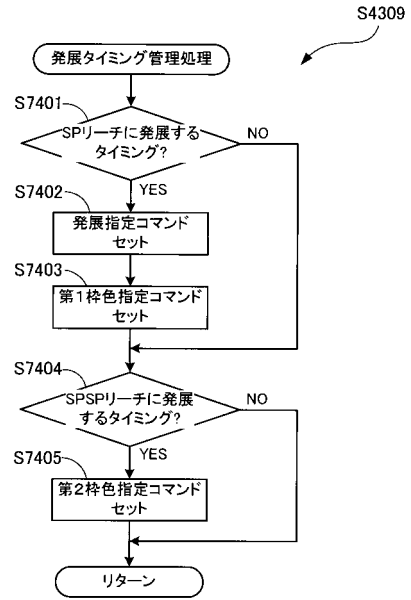 S4309
発展タイミング管理処理
S7401
SPリーチに発展する
タイミング?
NO
YES
S7402
発展指定コマンド
セット
S7403
第1枠色指定コマンド
セット
S7404
SPSPリーチに発展
するタイミング?
NO
YES
S7405
第2枠色指定コマンド
セット
リターン